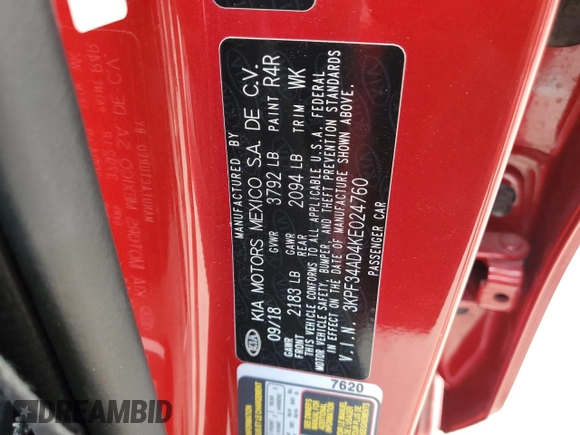 MANUFACTURED BY
KIA MOTORS MEXICO S.A. DE C.V.
09/18 GVWR 3792 LB PAINT R4R
GAWR FRONT 2183 LB GAWR REAR 2094 LB TRIM WK
THIS VEHICLE CONFORMS TO ALL APPLICABLE U.S.A. FEDERAL
MOTOR VEHICLE SAFETY, BUMPER, AND THEFT PREVENTION STANDARDS
IN EFFECT ON THE DATE OF MANUFACTURE SHOWN ABOVE.
V.I.N. 3KPF34AD4KE024760
PASSENGER CAR
KIA
7620
DREAMBID